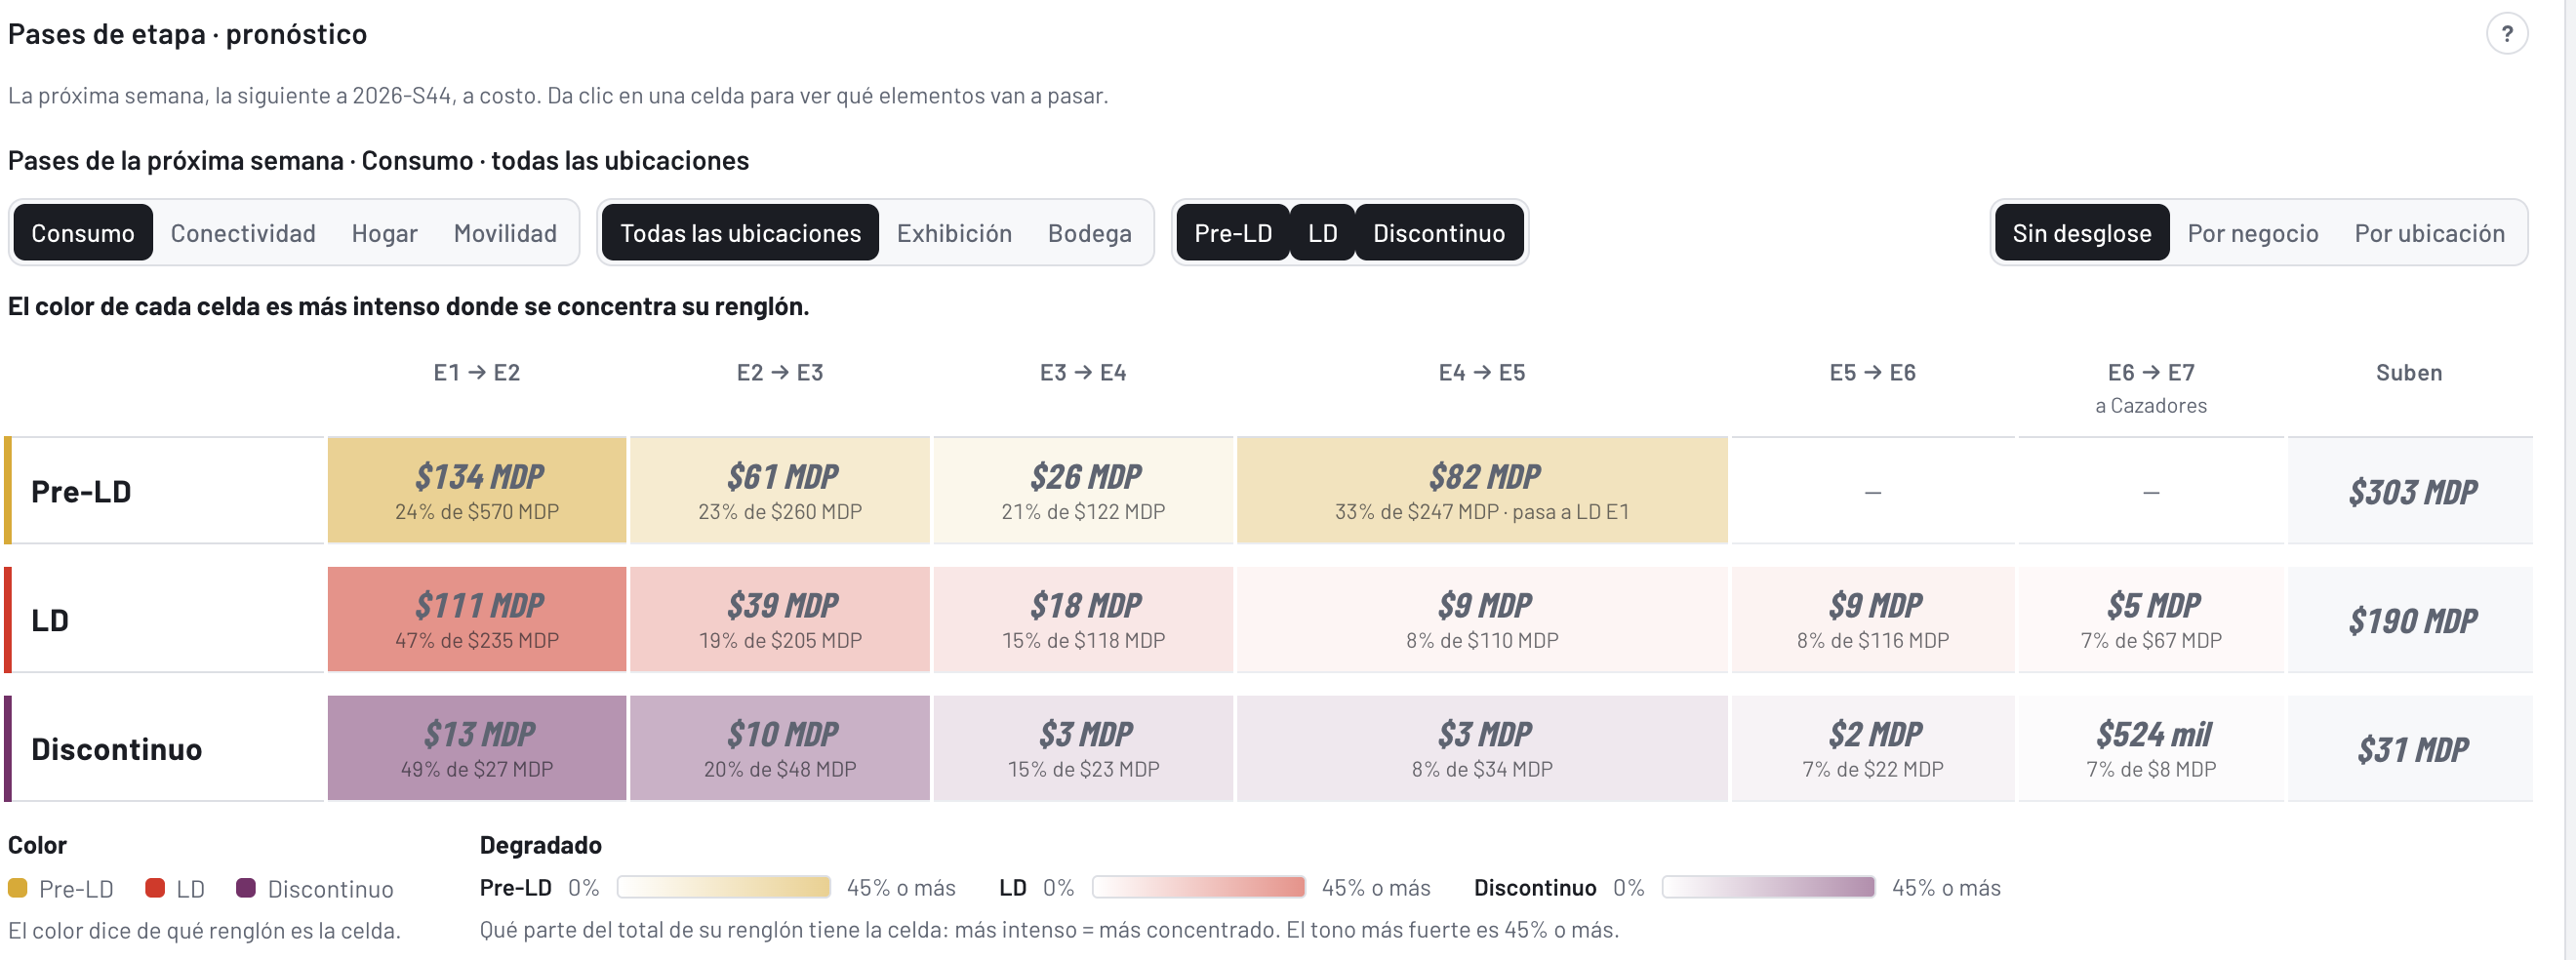 Pases de etapa · pronóstico
?
La próxima semana, la siguiente a 2026-S44, a costo. Da clic en una celda para ver qué elementos van a pasar.
Pases de la próxima semana · Consumo · todas las ubicaciones
Consumo Conectividad Hogar Movilidad Todas las ubicaciones Exhibición Bodega Pre-LD LD Discontinuo Sin desglose Por negocio Por ubicación
El color de cada celda es más intenso donde se concentra su renglón.
E1 → E2 E2 → E3 E3 → E4 E4 → E5 E5 → E6 E6 → E7 Suben
a Cazadores
Pre-LD
$134 MDP $61 MDP $26 MDP $82 MDP – – $303 MDP
24% de $570 MDP 23% de $260 MDP 21% de $122 MDP 33% de $247 MDP · pasa a LD E1
LD
$111 MDP $39 MDP $18 MDP $9 MDP $9 MDP $5 MDP $190 MDP
47% de $235 MDP 19% de $205 MDP 15% de $118 MDP 8% de $110 MDP 8% de $116 MDP 7% de $67 MDP
Discontinuo
$13 MDP $10 MDP $3 MDP $3 MDP $2 MDP $524 mil $31 MDP
49% de $27 MDP 20% de $48 MDP 15% de $23 MDP 8% de $34 MDP 7% de $22 MDP 7% de $8 MDP
Color
Pre-LD LD Discontinuo
El color dice de qué renglón es la celda.
Degradado
Pre-LD 0% 45% o más LD 0% 45% o más Discontinuo 0% 45% o más
Qué parte del total de su renglón tiene la celda: más intenso = más concentrado. El tono más fuerte es 45% o más.